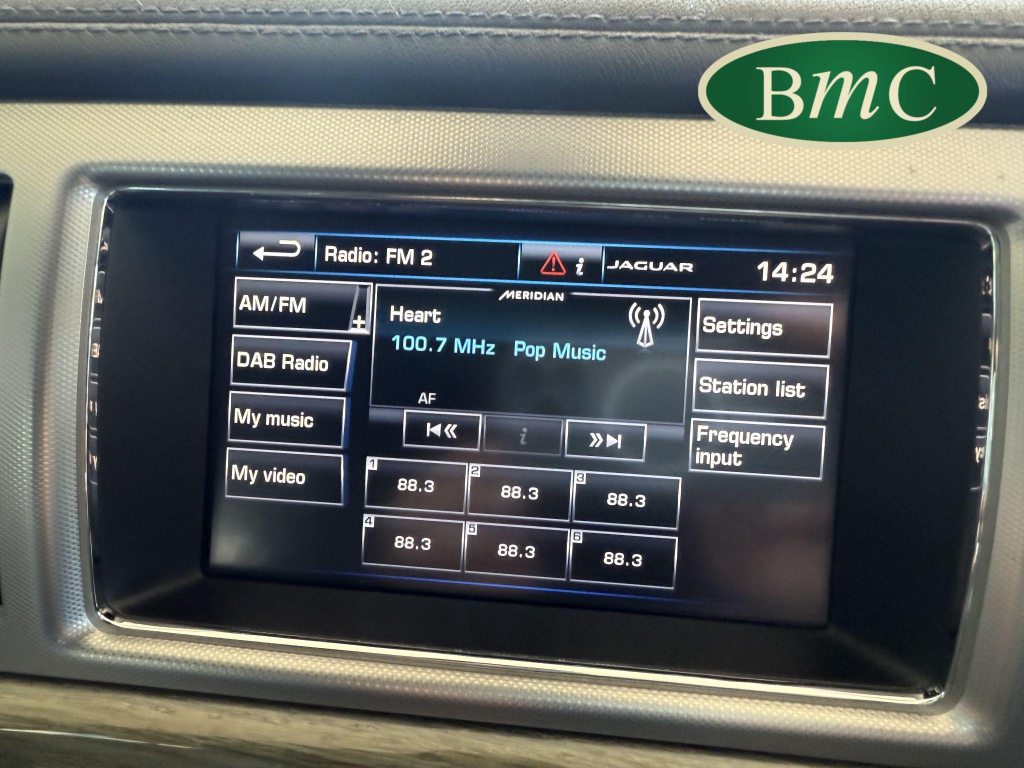 BmC
Radio: FM 2
i
JAGUAR
14:24
AM/FM
+
MERIDIAN
Heart
100.7 MHz Pop Music
AF
Settings
DAB Radio
Station list
My music
i
Frequency
input
My video
1 88.3
2 88.3
3 88.3
4 88.3
5 88.3
6 88.3